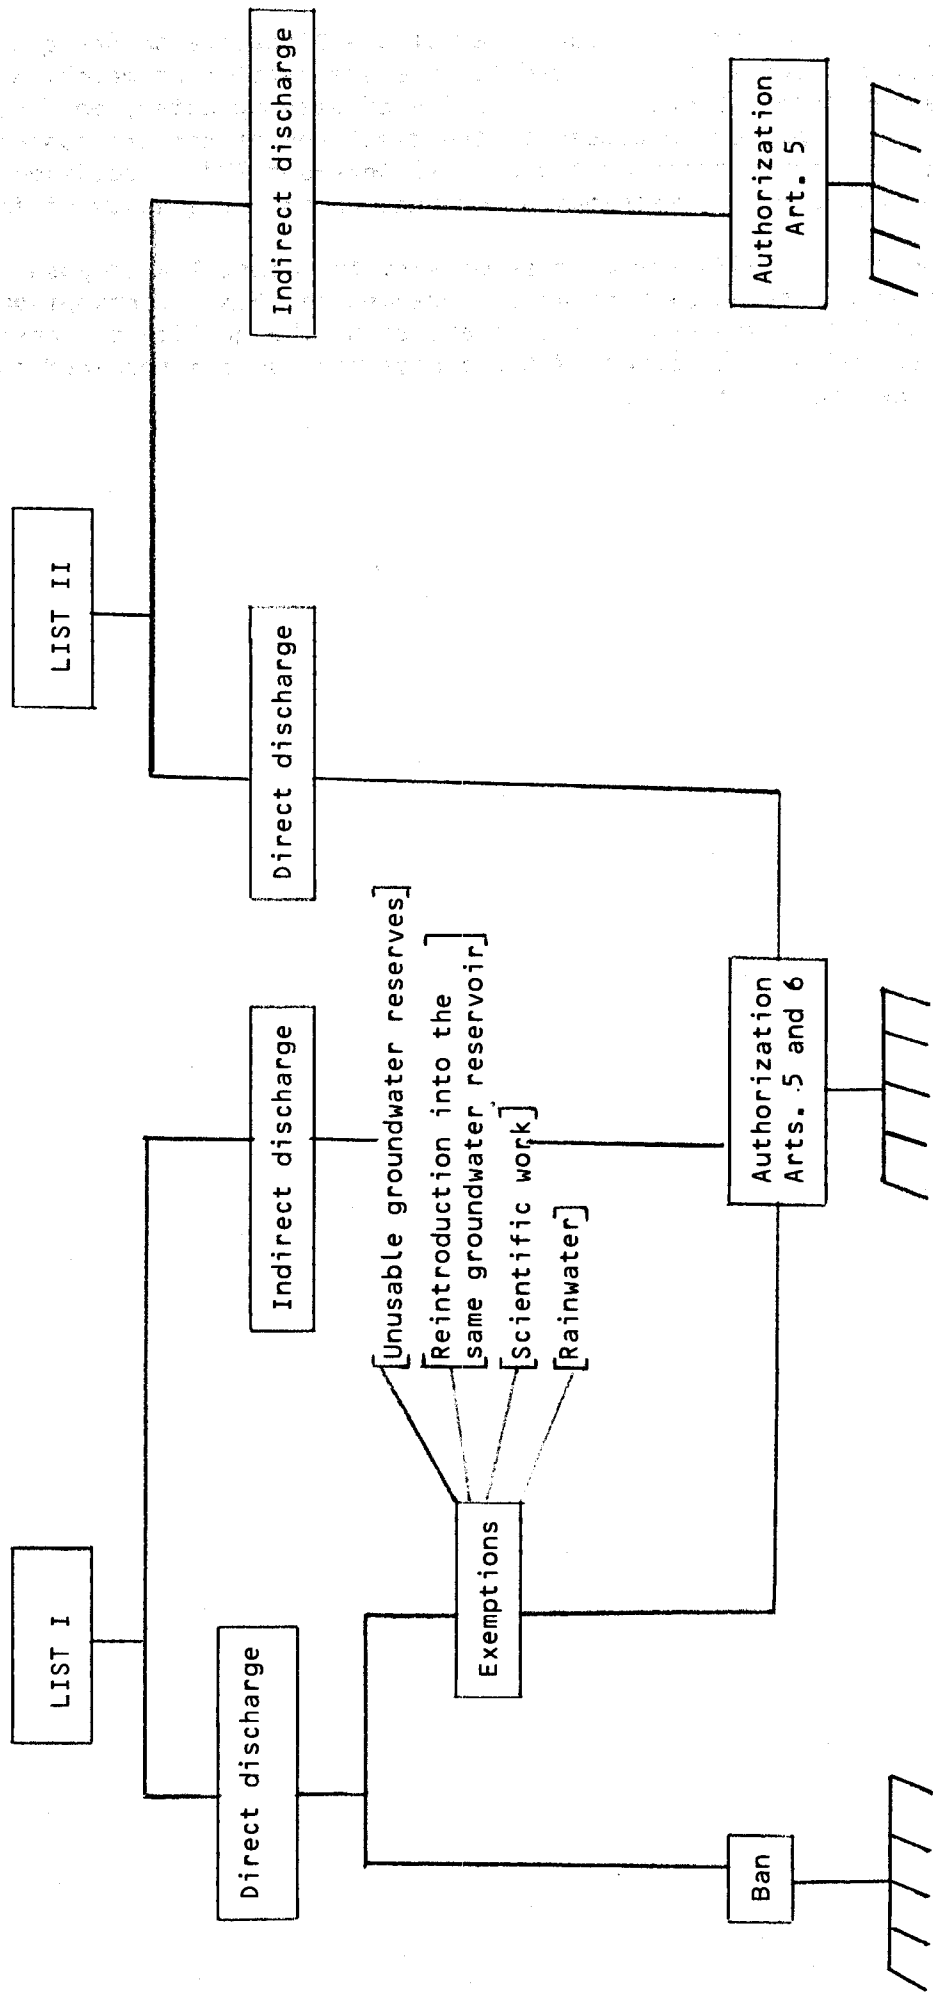 LIST I
LIST II
Direct discharge
Indirect discharge
Direct discharge
Indirect discharge
Exemptions
[Unusable groundwater reserves]
[Reintroduction into the
same groundwater reservoir]
[Scientific work]
[Rainwater]
Ban
Authorization
Arts. 5 and 6
Authorization
Art. 5